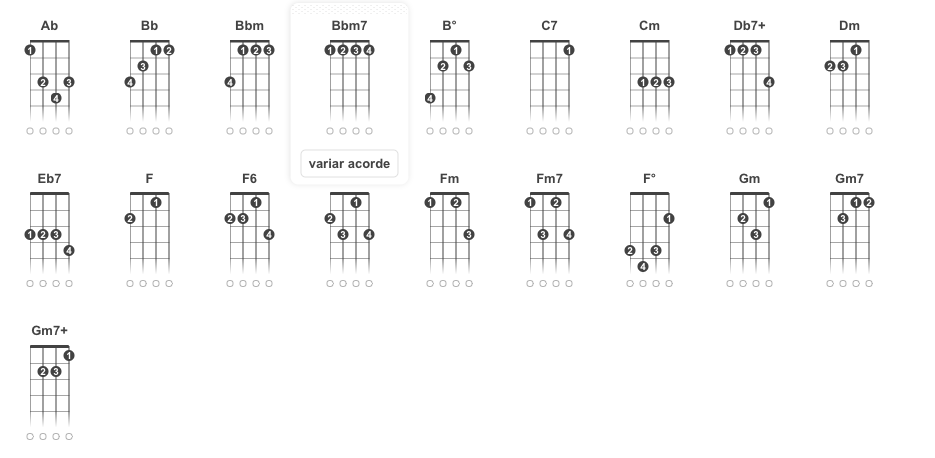 Ab Bb Bbm Bbm7 B° C7 Cm Db7+ Dm
1 1 2 1 2 3 1 2 3 4 1 1 1 2 3 1
3 2 3 2 3
2 3 4 4 1 2 3 4
4 4
variar acorde
Eb7 F F6 Fm Fm7 F° Gm Gm7
1 1 1 1 2 1 2 1 1 2
2 2 3 2 1 2 3
1 2 3 4 3 4 3 3 4 3
4 2 3
4
Gm7+
1
2 3